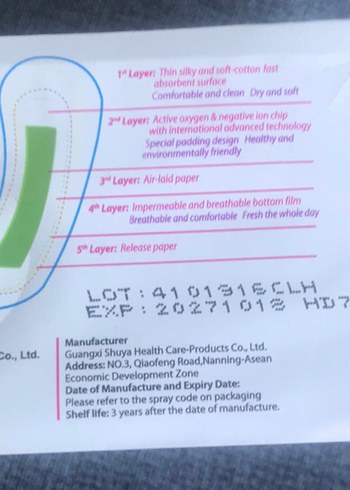 1st Layer: Thin silky and soft-cotton fast
absorbent surface
Comfortable and clean Dry and soft
2nd Layer: Active oxygen & negative ion chip
with international advanced technology
Special padding design Healthy and
environmentally friendly
3rd Layer: Air-laid paper
4th Layer: Impermeable and breathable bottom film
Breathable and comfortable Fresh the whole day
5th Layer: Release paper
LOT: 4101316CLH
EXP: 20271013 HD7
Co., Ltd.
Manufacturer
Guangxi Shuya Health Care-Products Co., Ltd.
Address: NO.3, Qiaofeng Road,Nanning-Asean
Economic Development Zone
Date of Manufacture and Expiry Date:
Please refer to the spray code on packaging
Shelf life: 3 years after the date of manufacture.